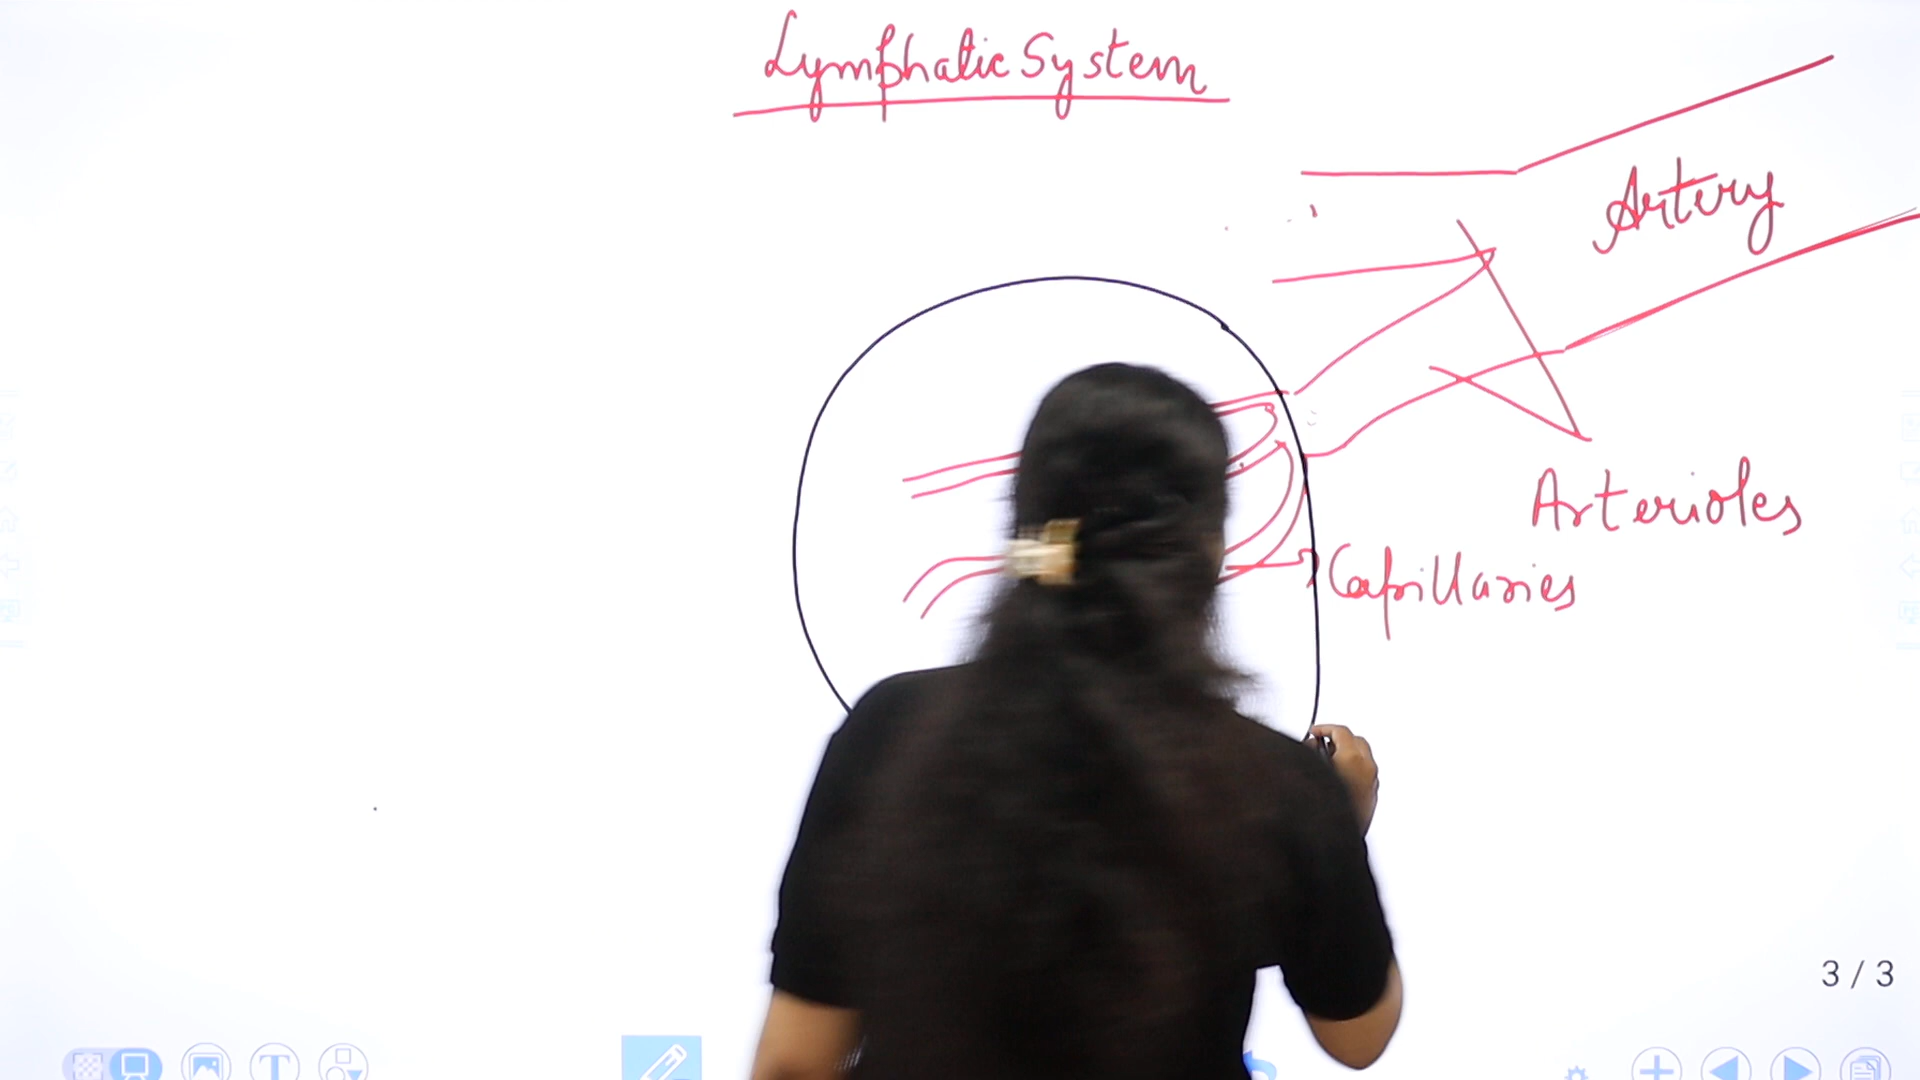 Lymphatic System
Artery
Arterioles
Capillaries
3 / 3
T